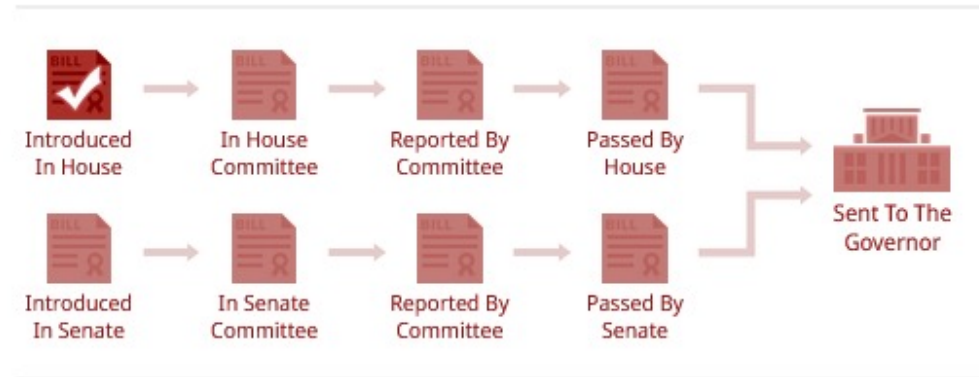 BILL
BILL
BILL
BILL
Introduced
In House
In House
Committee
Reported By
Committee
Passed By
House
Sent To The
Governor
BILL
BILL
BILL
BILL
Introduced
In Senate
In Senate
Committee
Reported By
Committee
Passed By
Senate